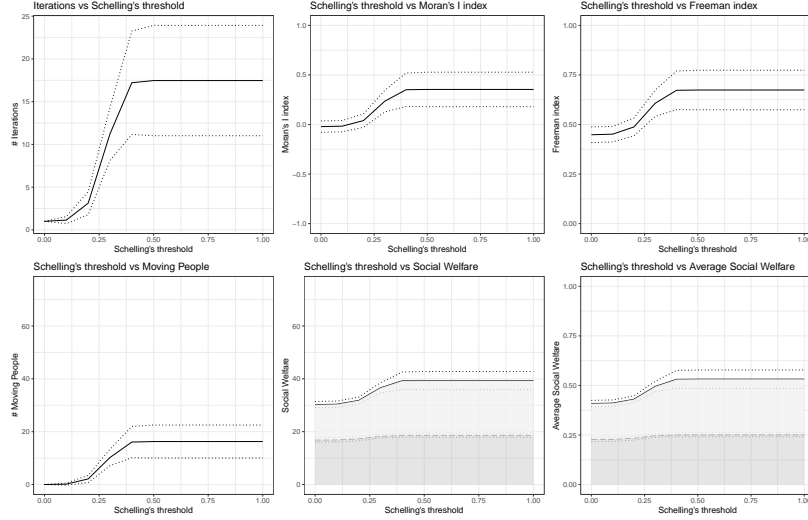 Iterations vs Schelling's threshold
25
20
15
10
5
0
# Iterations
0.00 0.25 0.50 0.75 1.00
Schelling's threshold
Schelling's threshold vs Moran's I index
1.0
0.5
0.0
−0.5
−1.0
Moran's I index
0.00 0.25 0.50 0.75 1.00
Schelling's threshold
Schelling's threshold vs Freeman index
1.00
0.75
0.50
0.25
0.00
Freeman index
0.00 0.25 0.50 0.75 1.00
Schelling's threshold
Schelling's threshold vs Moving People
60
40
20
0
# Moving People
0.00 0.25 0.50 0.75 1.00
Schelling's threshold
Schelling's threshold vs Social Welfare
60
40
20
0
Social Welfare
0.00 0.25 0.50 0.75 1.00
Schelling's threshold
Schelling's threshold vs Average Social Welfare
1.00
0.75
0.50
0.25
0.00
Average Social Welfare
0.00 0.25 0.50 0.75 1.00
Schelling's threshold